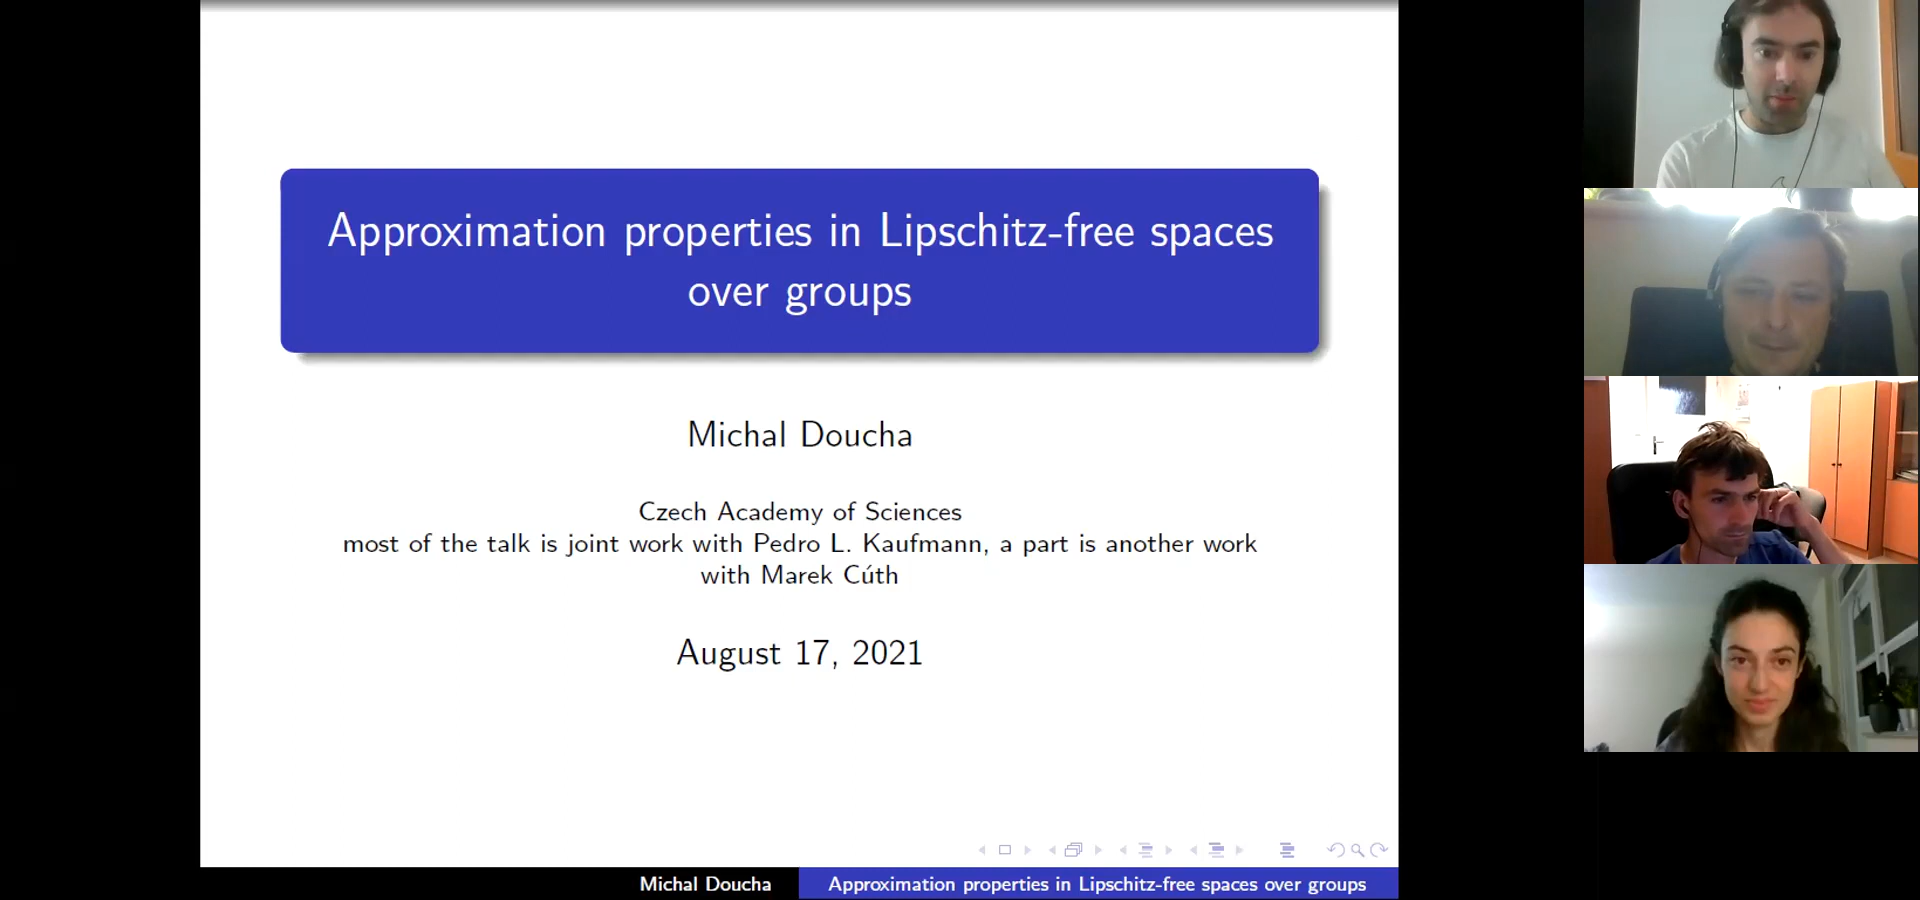 Approximation properties in Lipschitz-free spaces
over groups
Michal Doucha
Czech Academy of Sciences
most of the talk is joint work with Pedro L. Kaufmann, a part is another work
with Marek Cúth
August 17, 2021
Michal Doucha
Approximation properties in Lipschitz-free spaces over groups